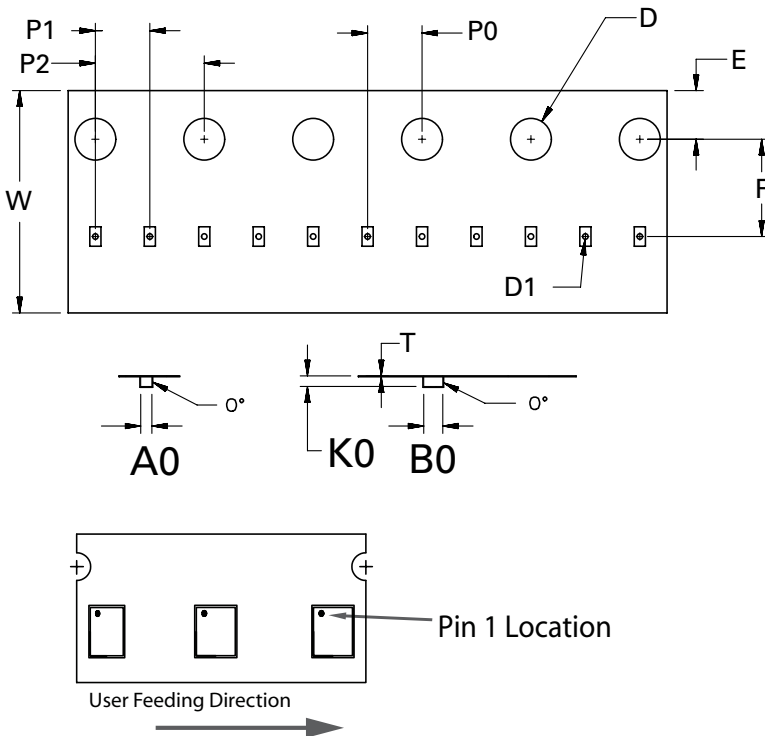 P1
P0
D
P2
E
W
F
D1
T
0°
0°
A0
K0
B0
Pin 1 Location
User Feeding Direction